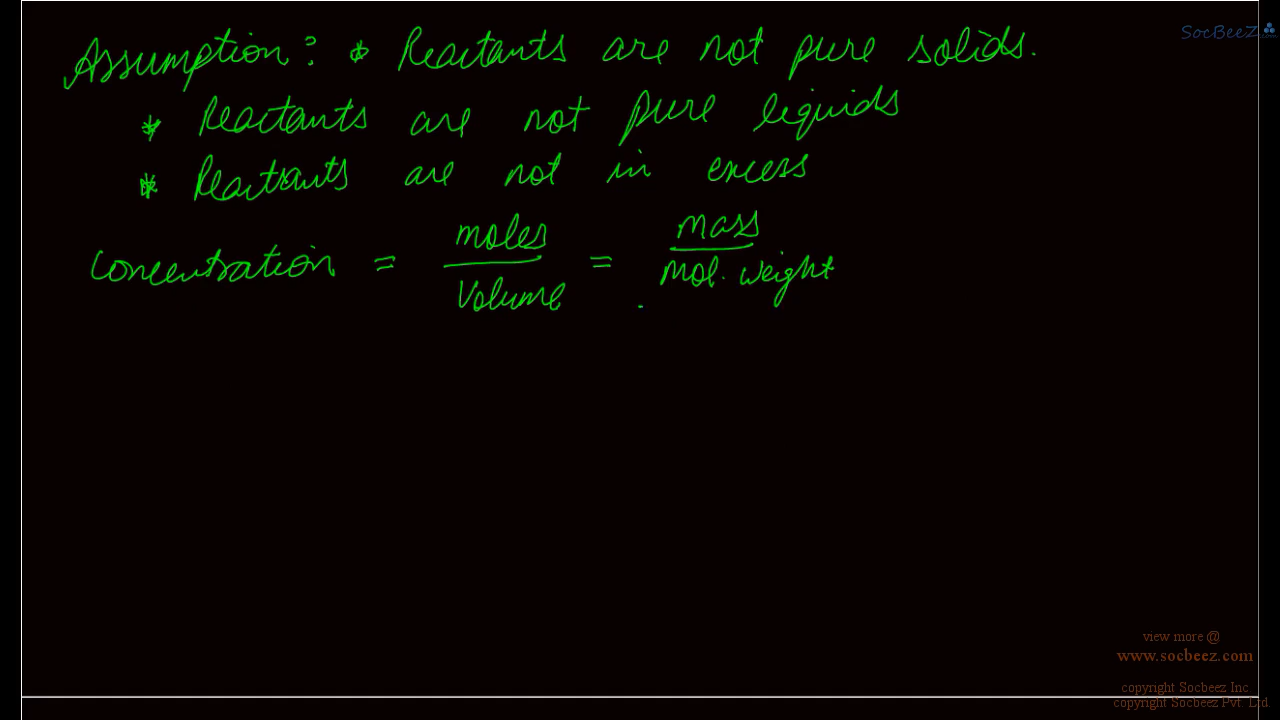 SocBeeZ.com
Assumption: * Reactants are not pure solids.
* Reactants are not pure liquids
* Reactants are not in excess
Concentration = moles / Volume = mass / mol. weight
view more @
www.socbeez.com
copyright Socbeez Inc
copyright Socbeez Pvt Ltd.